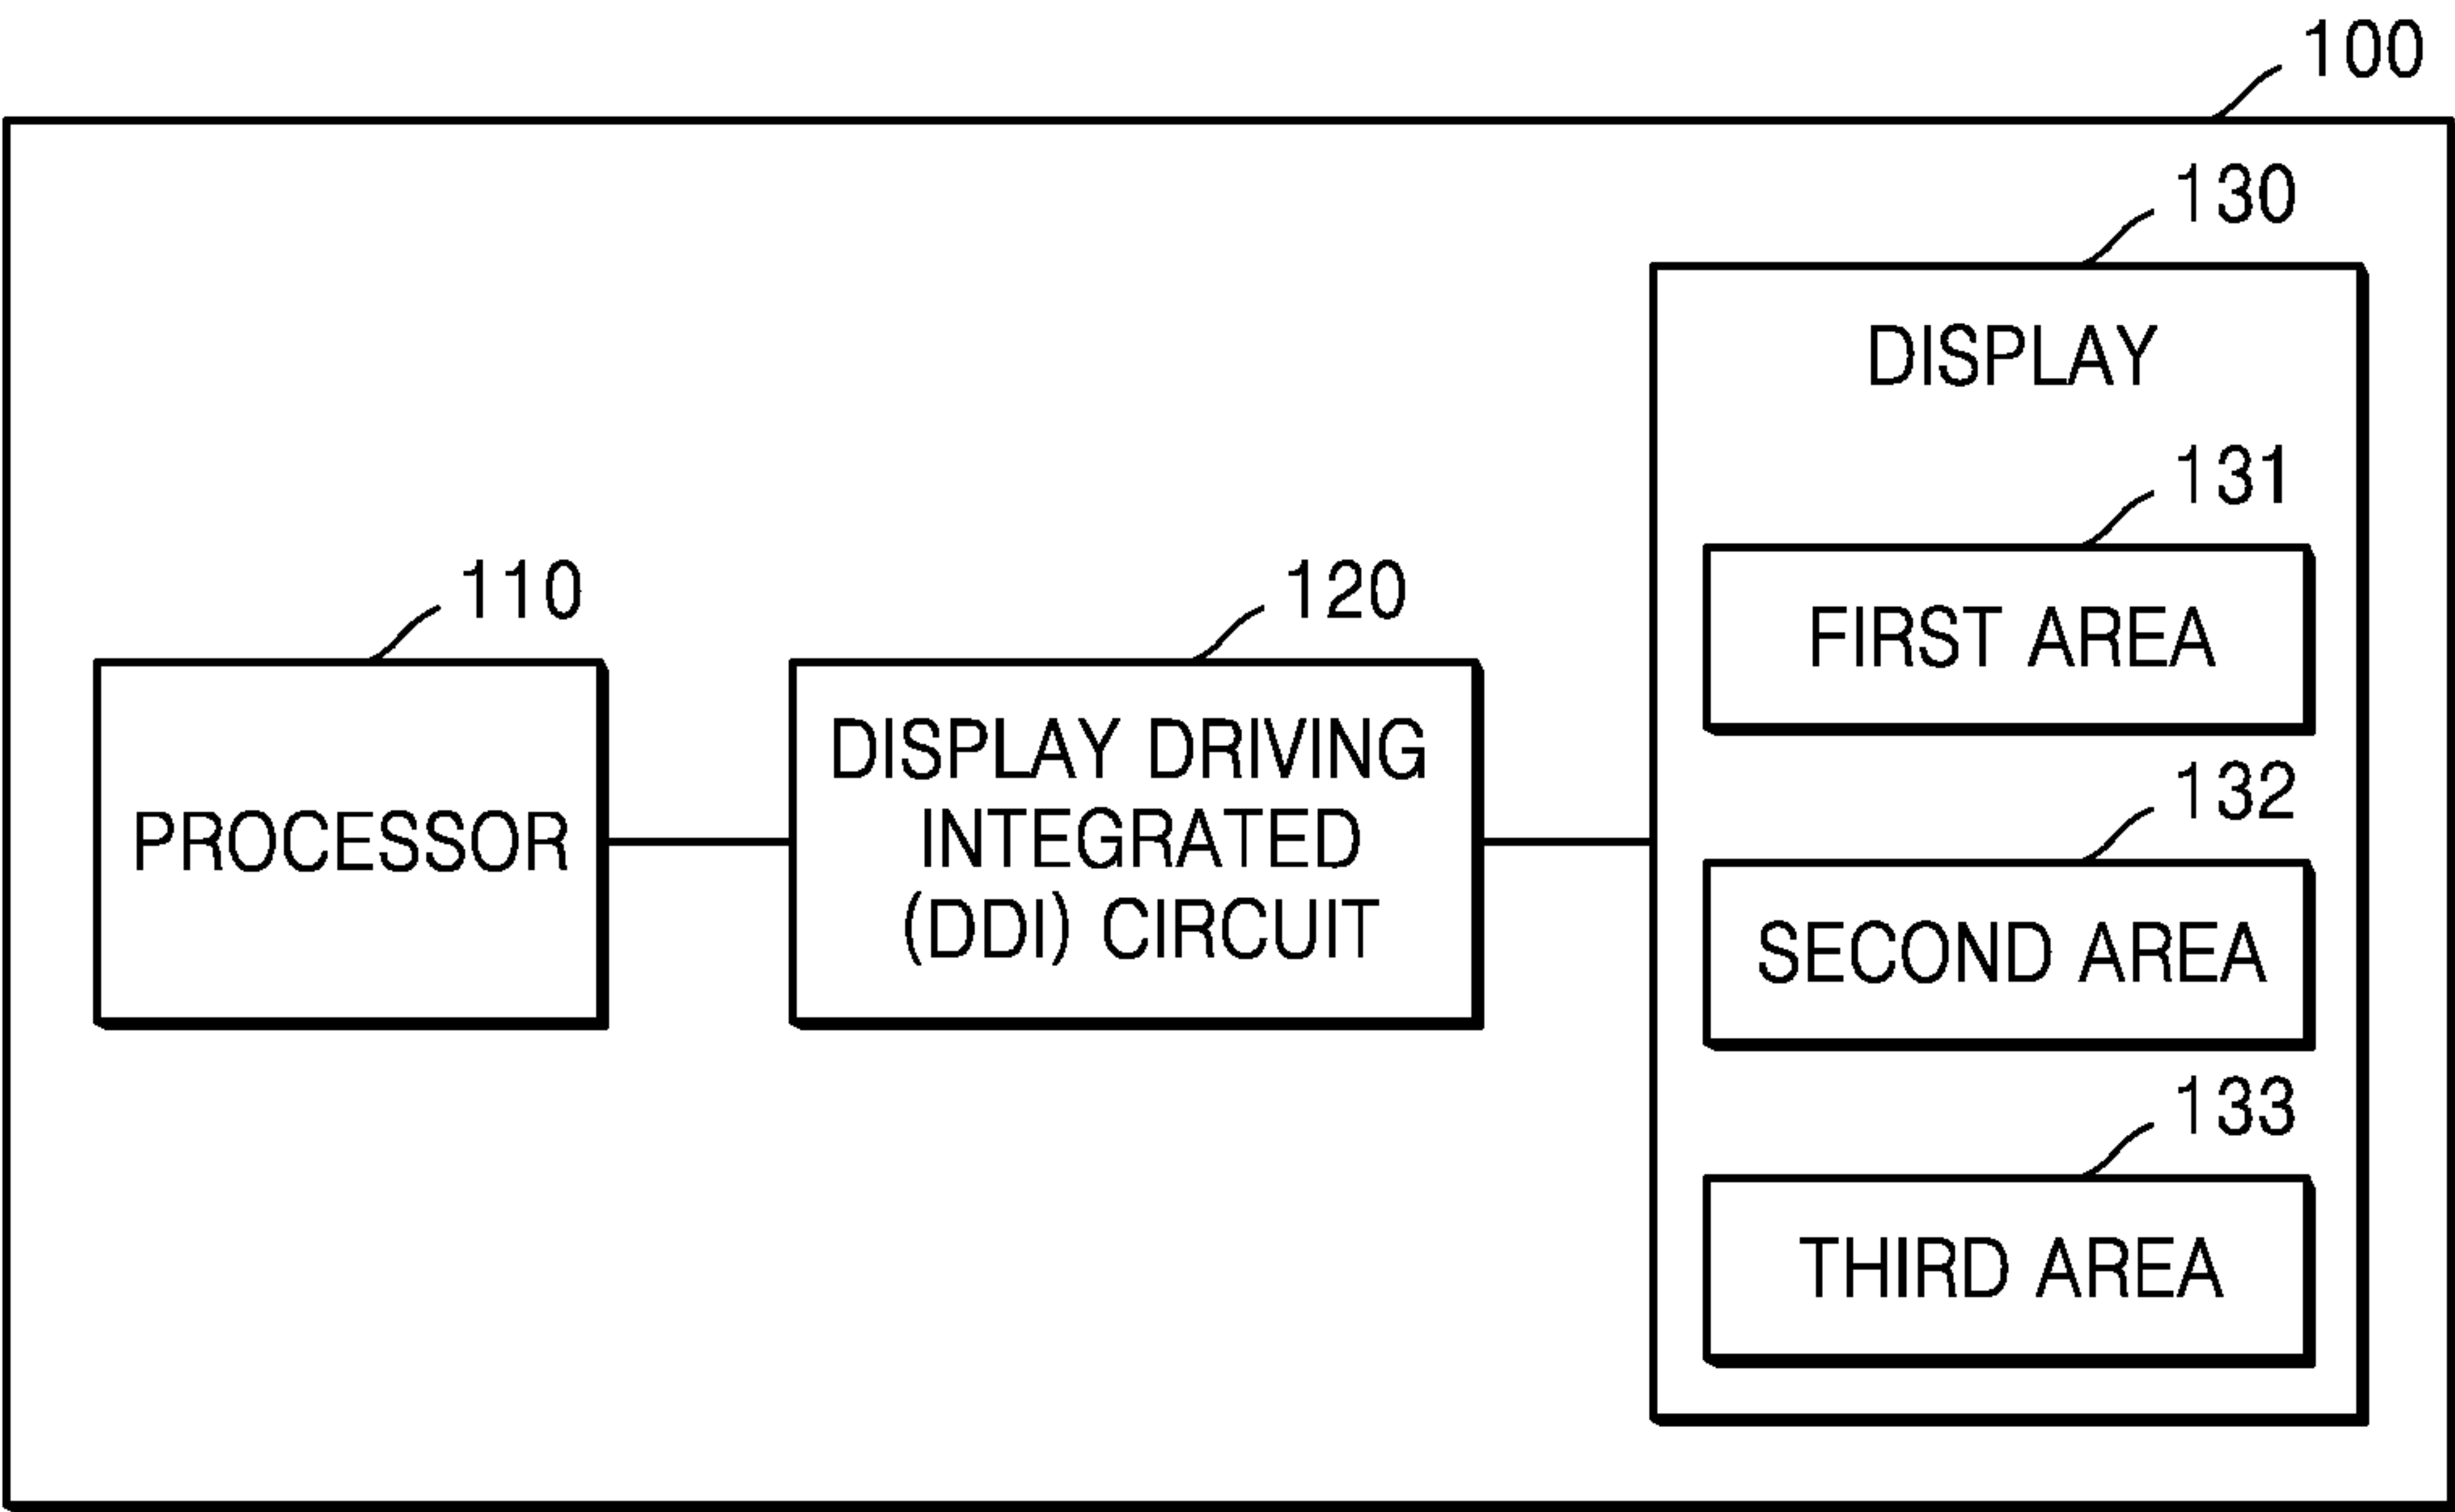 100
130
DISPLAY
131
FIRST AREA
110
PROCESSOR
120
DISPLAY DRIVING
INTEGRATED
(DDI) CIRCUIT
132
SECOND AREA
133
THIRD AREA